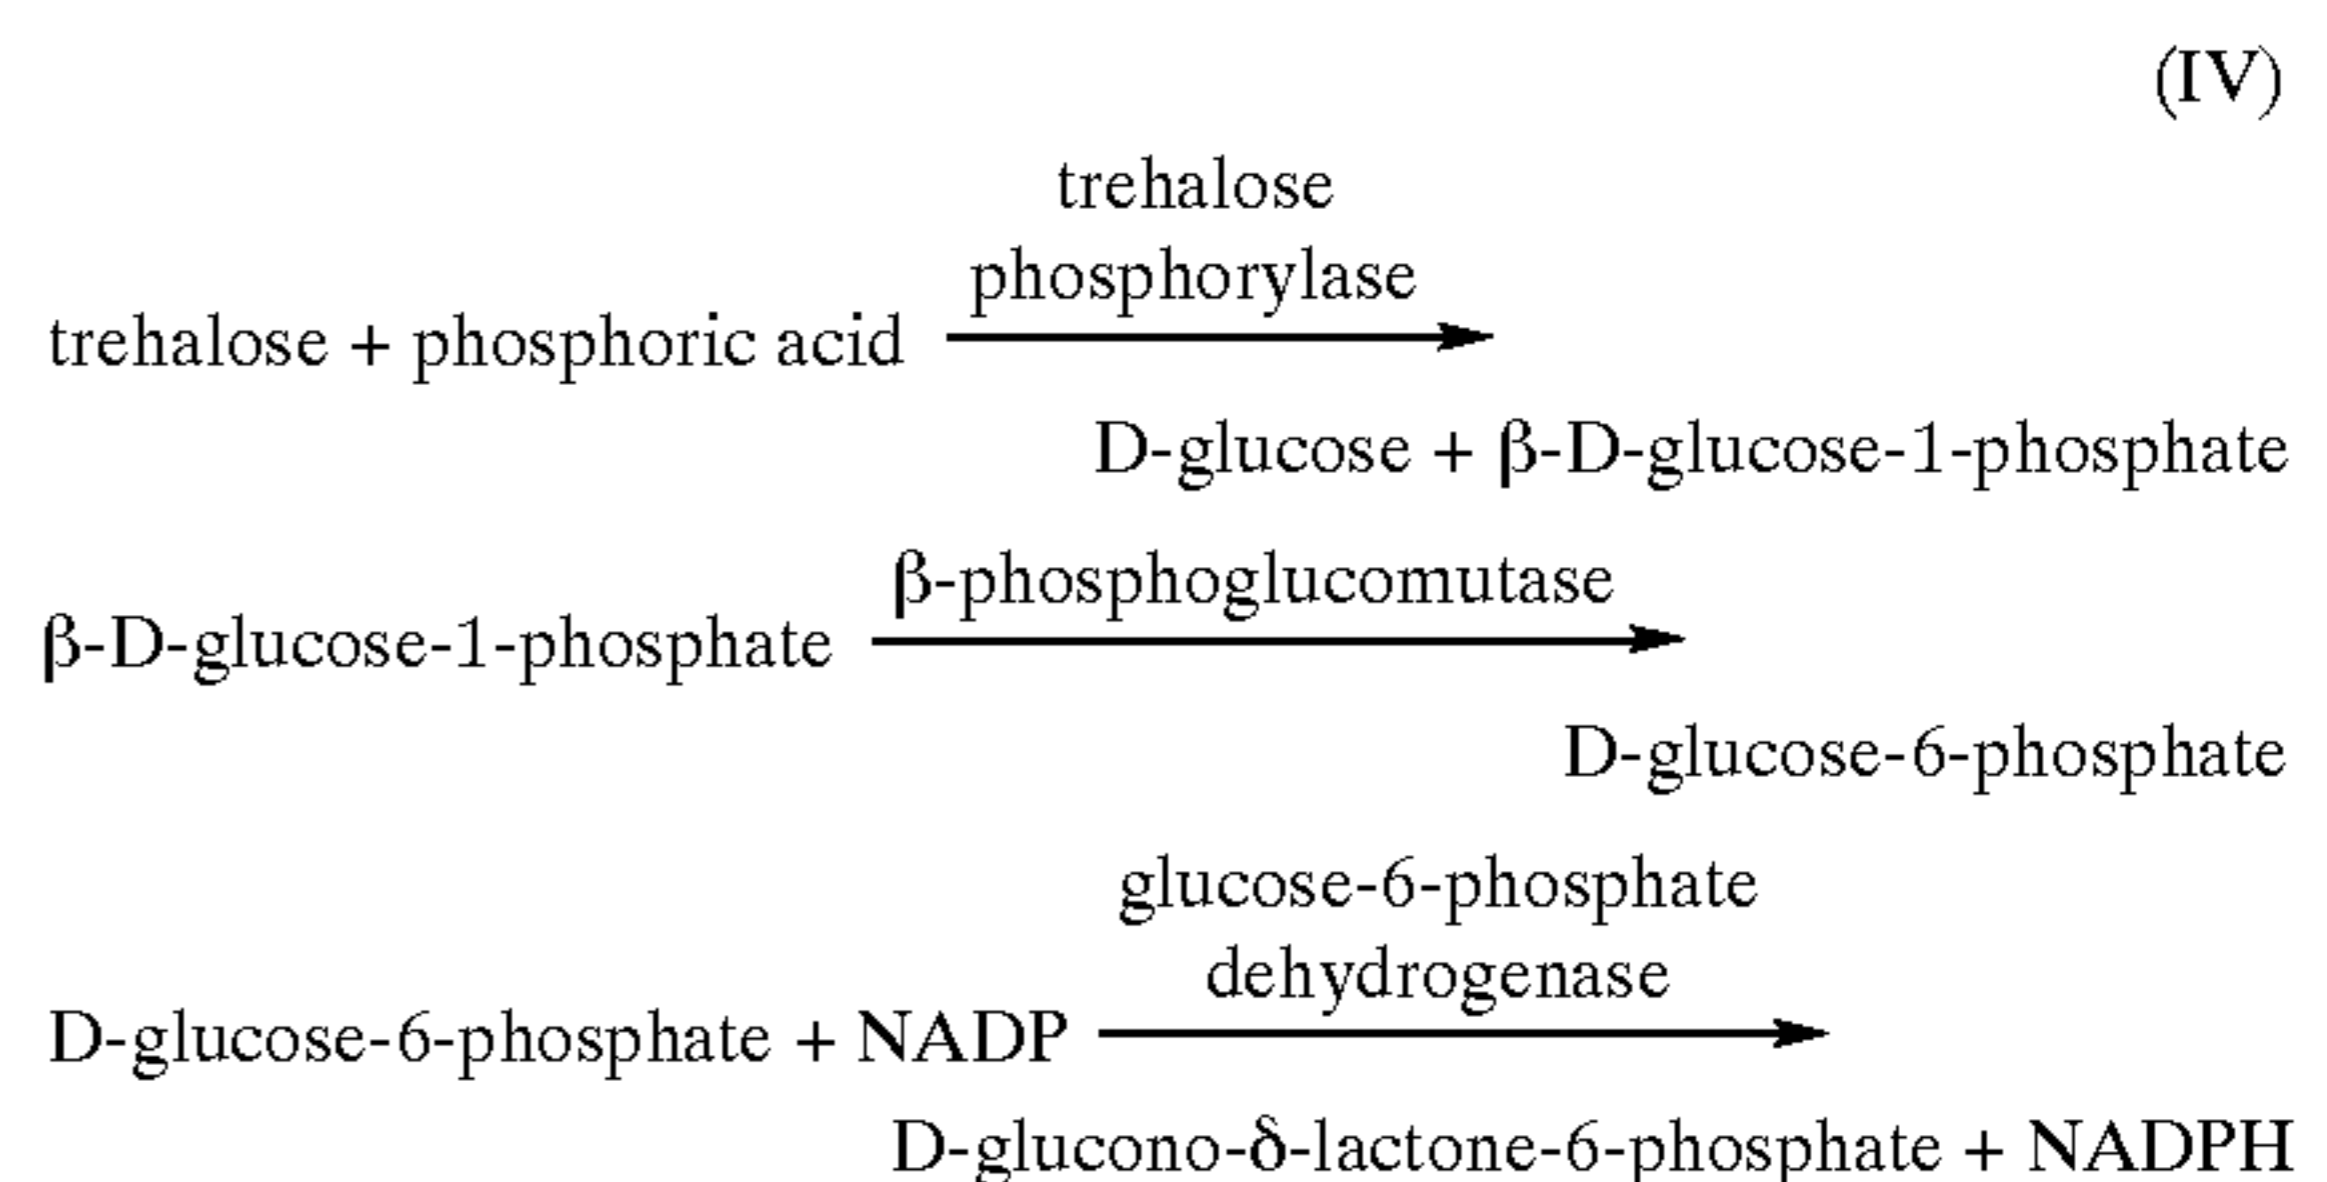 (IV)
trehalose
phosphorylase
trehalose + phosphoric acid
D-glucose + β-D-glucose-1-phosphate
β-phosphoglucomutase
β-D-glucose-1-phosphate
D-glucose-6-phosphate
glucose-6-phosphate
dehydrogenase
D-glucose-6-phosphate + NADP
D-glucono-δ-lactone-6-phosphate + NADPH